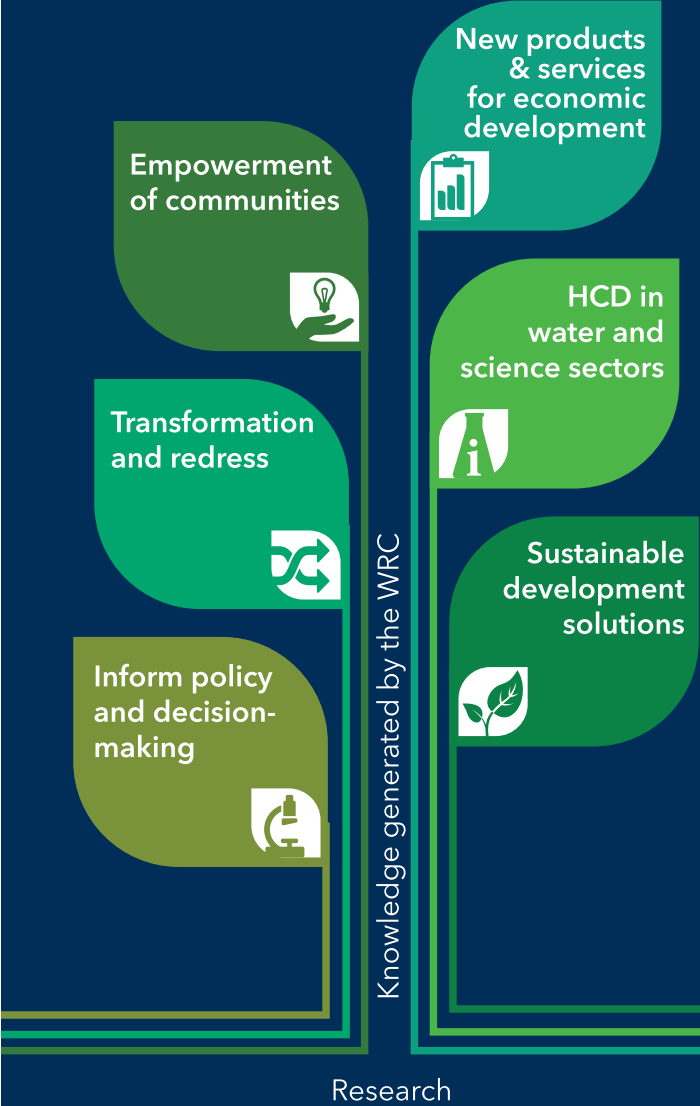 New products
& services
for economic
development
Empowerment
of communities
HCD in
water and
science sectors
Transformation
and redress
Sustainable
development
solutions
Inform policy
and decision-
making
i
Knowledge generated by the WRC
Research